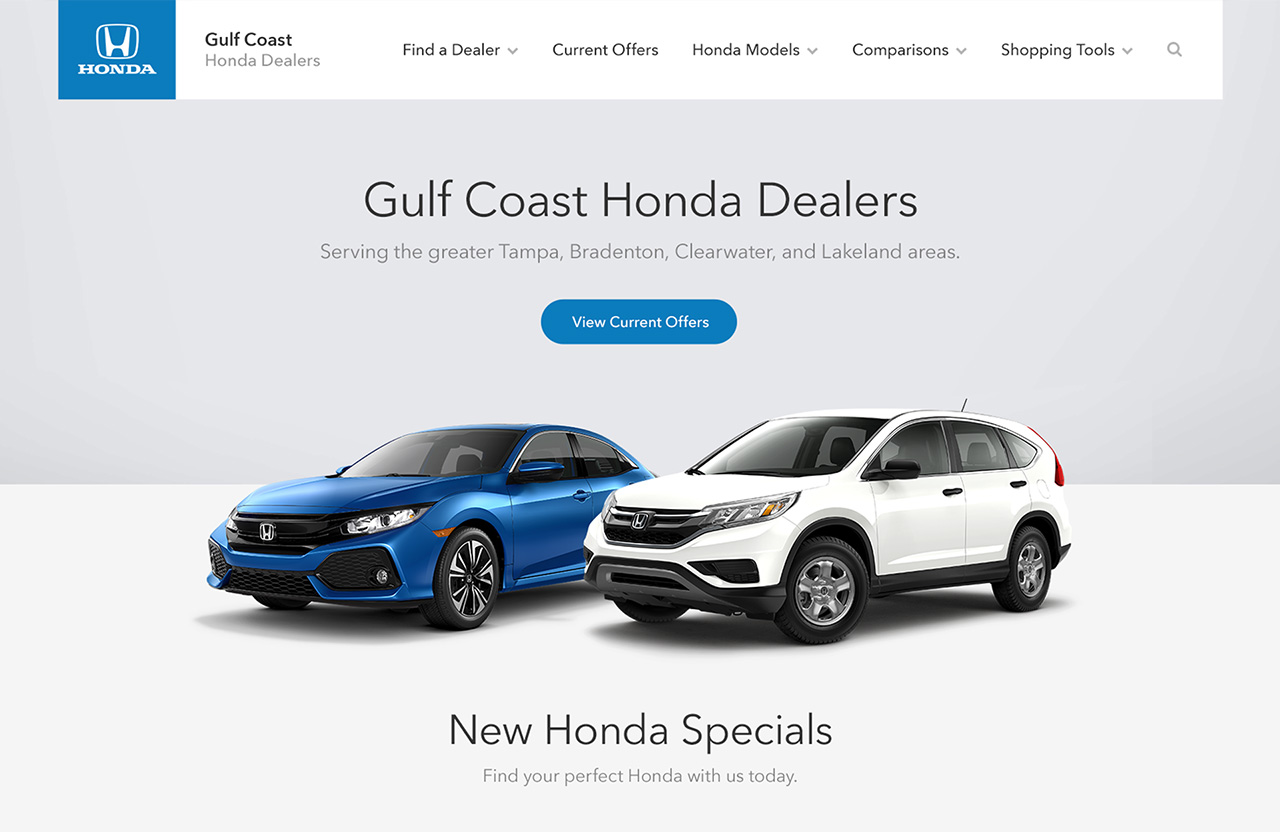 HONDA
Gulf Coast
Honda Dealers
Find a Dealer
Current Offers
Honda Models
Comparisons
Shopping Tools
Gulf Coast Honda Dealers
Serving the greater Tampa, Bradenton, Clearwater, and Lakeland areas.
View Current Offers
New Honda Specials
Find your perfect Honda with us today.